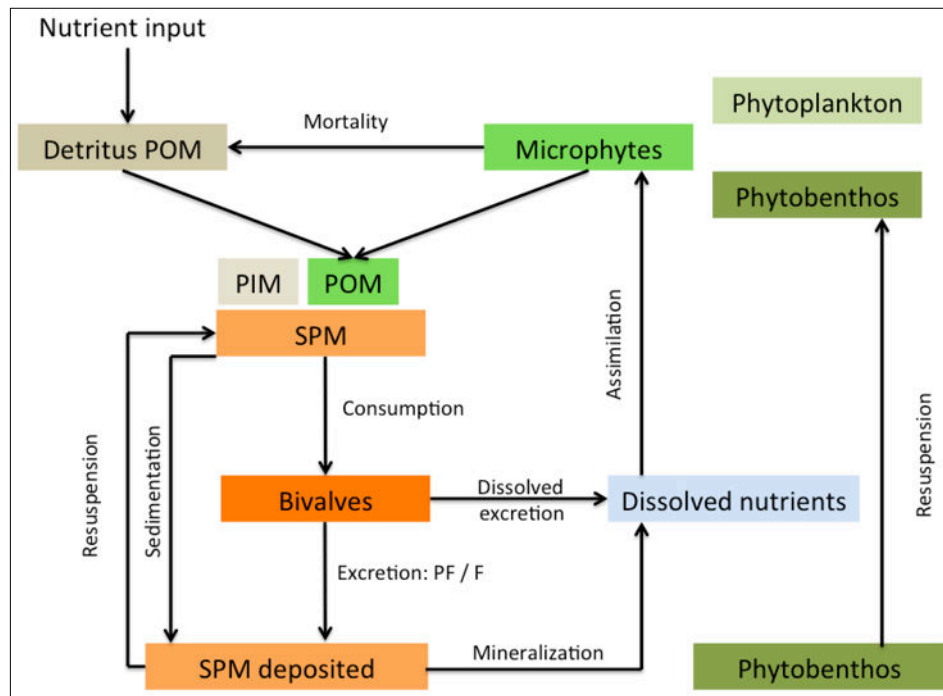 Nutrient input
Phytoplankton
Mortality
Detritus POM
Microphytes
Phytobenthos
PIM
POM
SPM
Consumption
Assimilation
Resuspension
Sedimentation
Resuspension
Bivalves
Dissolved
excretion
Dissolved nutrients
Excretion: PF / F
SPM deposited
Mineralization
Phytobenthos